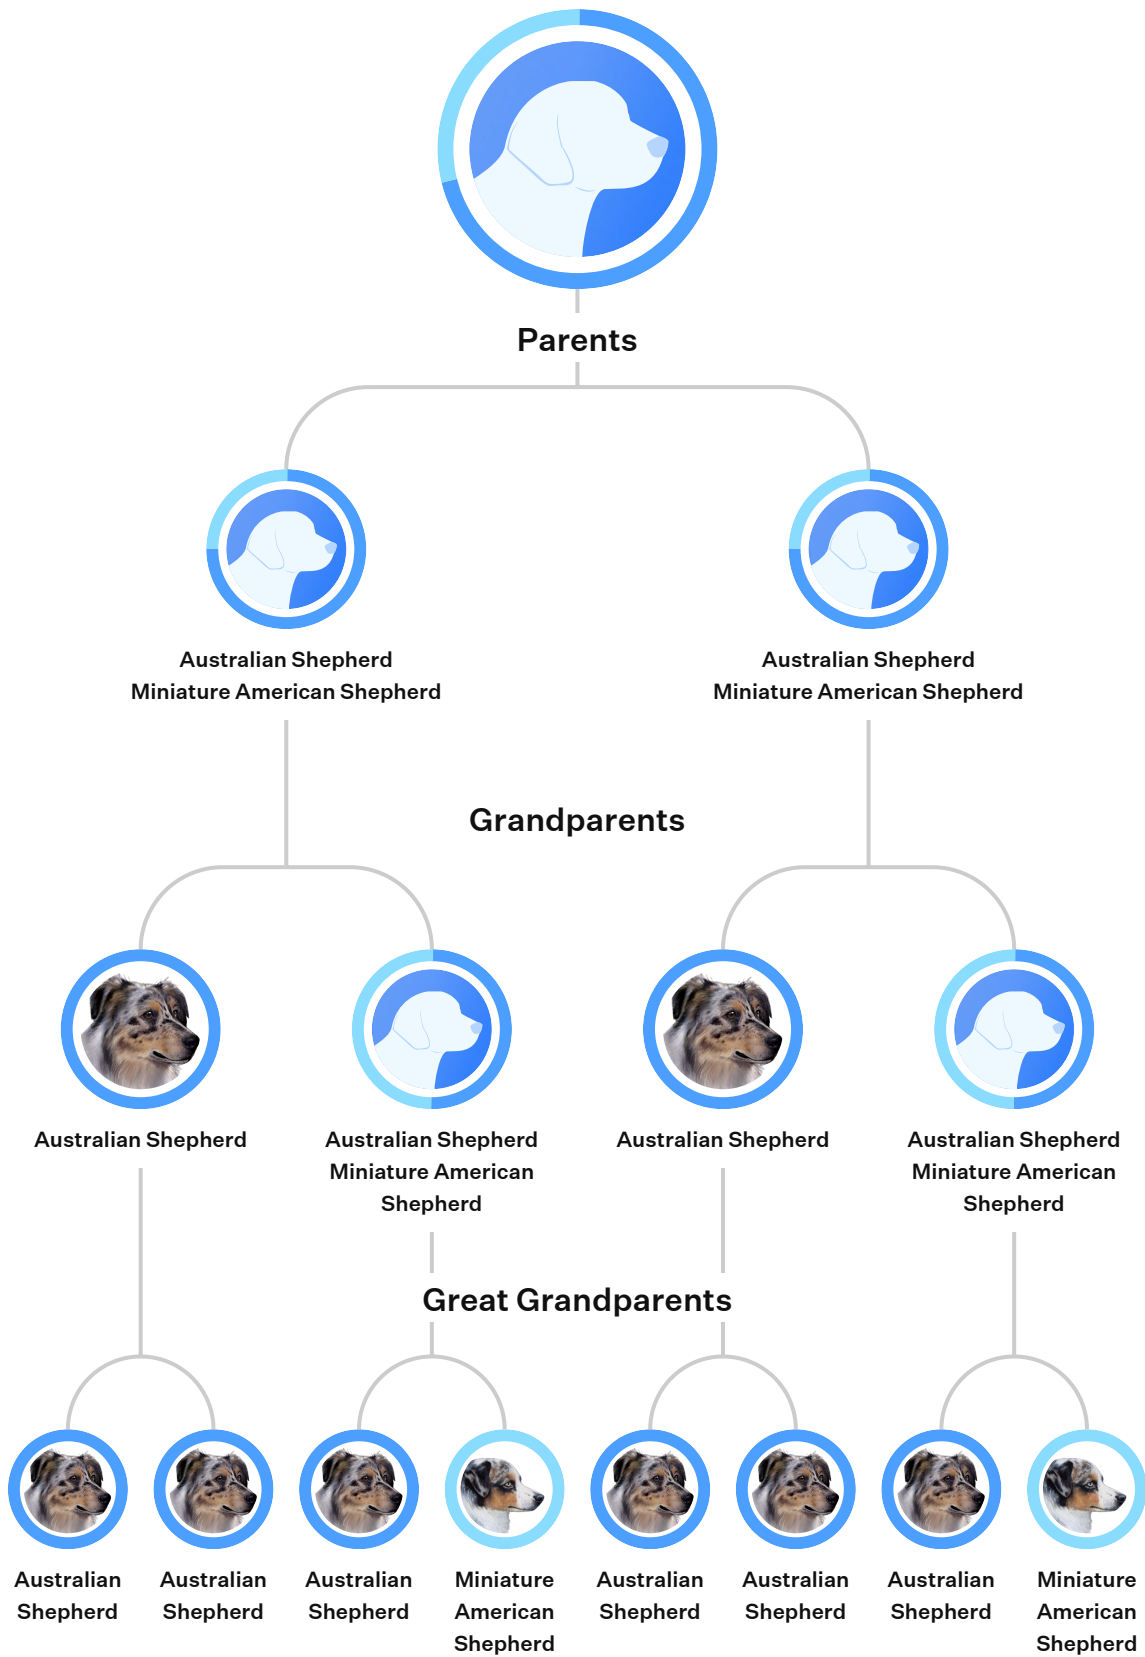 Parents
Australian Shepherd
Miniature American Shepherd
Australian Shepherd
Miniature American Shepherd
Grandparents
Australian Shepherd
Australian Shepherd
Miniature American
Shepherd
Australian Shepherd
Australian Shepherd
Miniature American
Shepherd
Great Grandparents
Australian
Shepherd
Australian
Shepherd
Australian
Shepherd
Miniature
American
Shepherd
Australian
Shepherd
Australian
Shepherd
Australian
Shepherd
Miniature
American
Shepherd